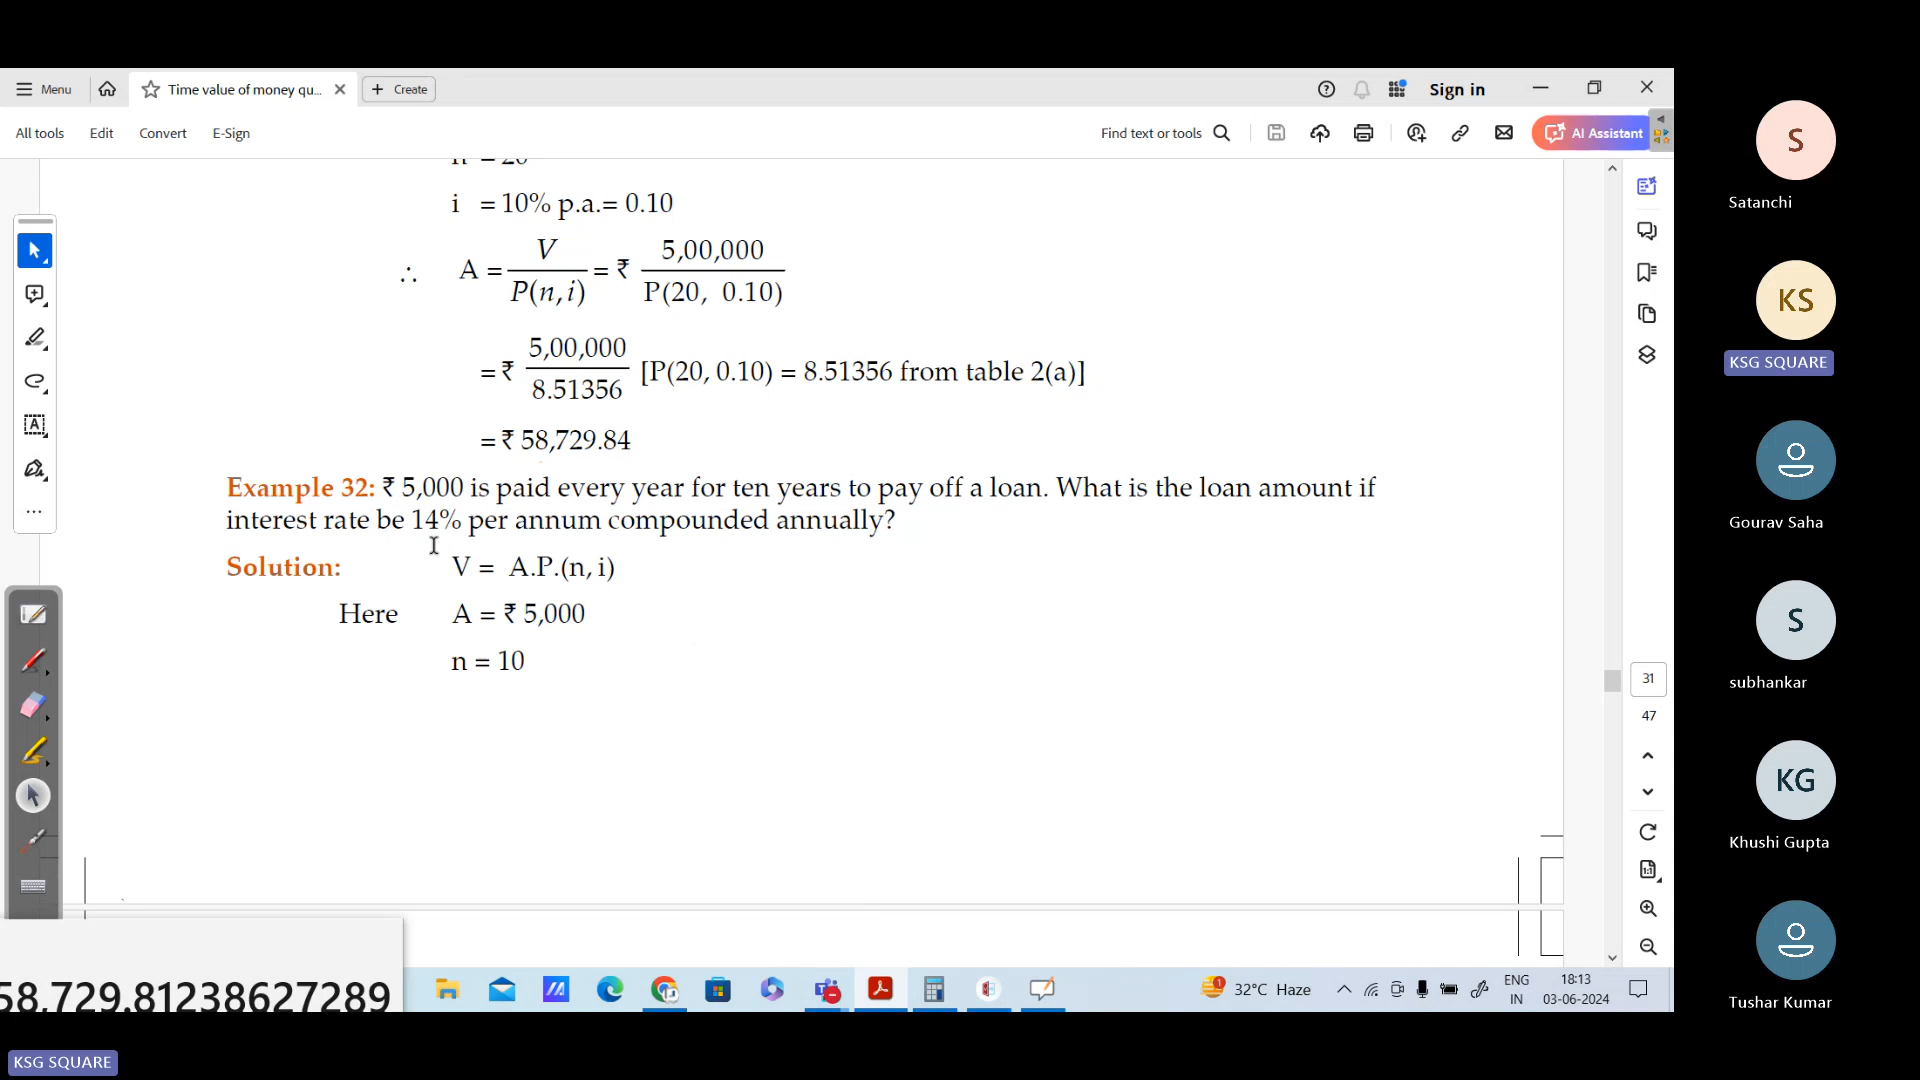 Menu
Time value of money qu...
Create
Sign in
All tools
Edit
Convert
E-Sign
Find text or tools
AI Assistant
n = 20
i = 10% p.a.= 0.10
∴ A = V / P(n, i) = ₹ 5,00,000 / P(20, 0.10)
= ₹ 5,00,000 / 8.51356 [P(20, 0.10) = 8.51356 from table 2(a)]
= ₹ 58,729.84
Example 32: ₹ 5,000 is paid every year for ten years to pay off a loan. What is the loan amount if
interest rate be 14% per annum compounded annually?
Solution: V = A.P.(n, i)
Here A = ₹ 5,000
n = 10
31
47
58,729.81238627289
32°C Haze
ENG
IN
18:13
03-06-2024
KSG SQUARE
S
Satanchi
KS
KSG SQUARE
Gourav Saha
S
subhankar
KG
Khushi Gupta
Tushar Kumar